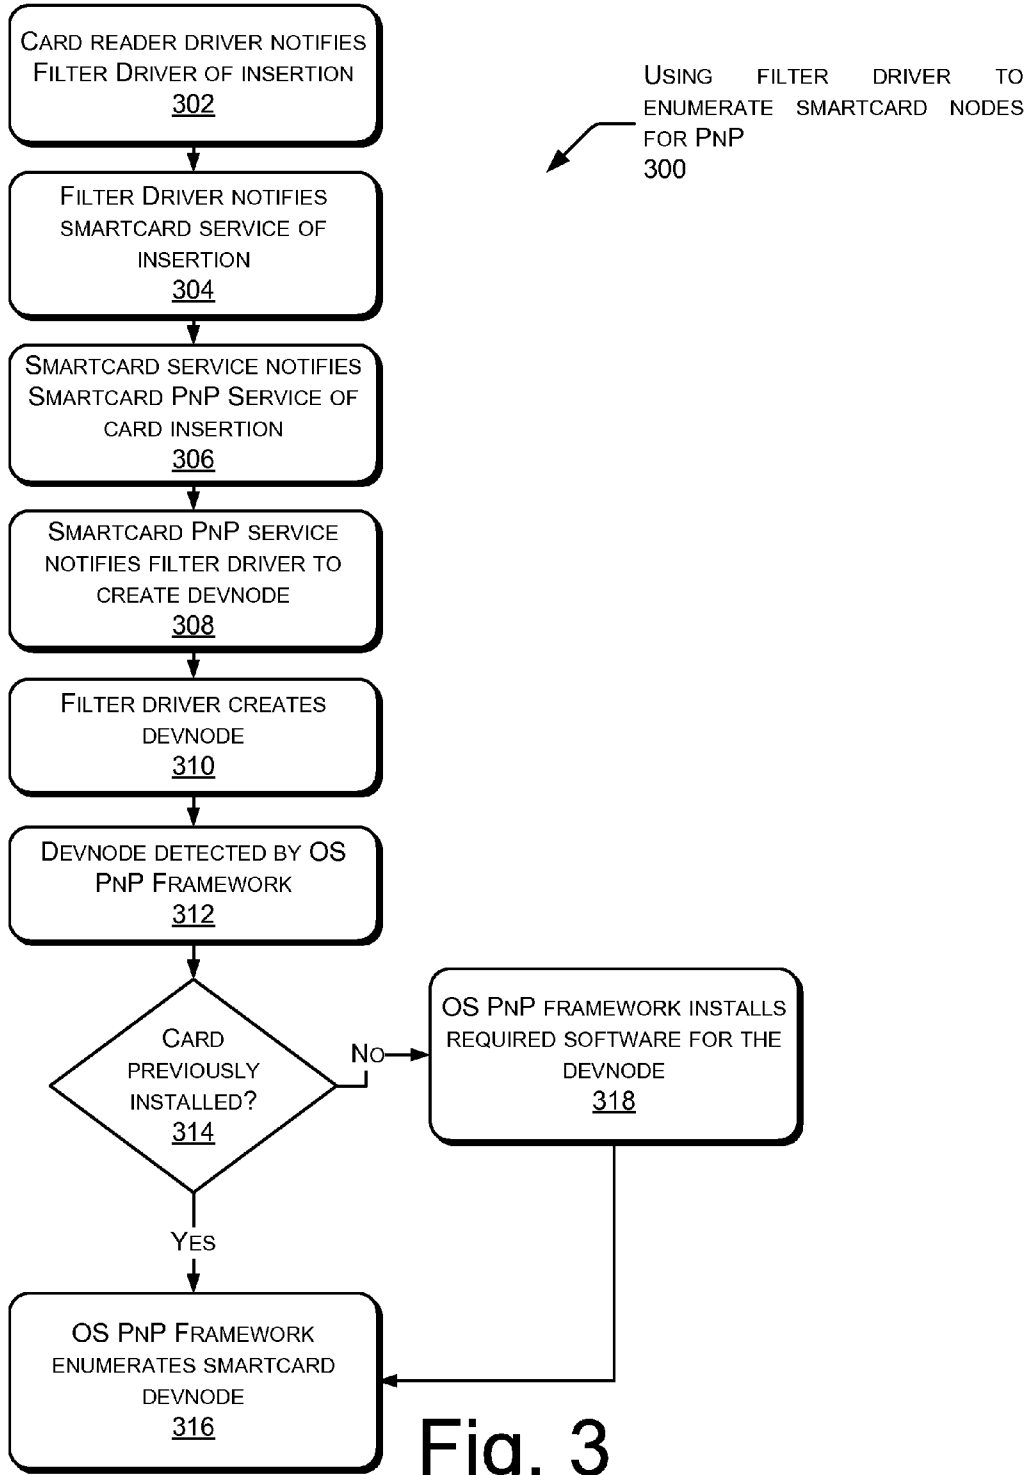 CARD READER DRIVER NOTIFIES
FILTER DRIVER OF INSERTION
302
USING FILTER DRIVER TO
ENUMERATE SMARTCARD NODES
FOR PNP
300
FILTER DRIVER NOTIFIES
SMARTCARD SERVICE OF
INSERTION
304
SMARTCARD SERVICE NOTIFIES
SMARTCARD PNP SERVICE OF
CARD INSERTION
306
SMARTCARD PNP SERVICE
NOTIFIES FILTER DRIVER TO
CREATE DEVNODE
308
FILTER DRIVER CREATES
DEVNODE
310
DEVNODE DETECTED BY OS
PNP FRAMEWORK
312
CARD
PREVIOUSLY
INSTALLED?
314
NO
OS PNP FRAMEWORK INSTALLS
REQUIRED SOFTWARE FOR THE
DEVNODE
318
YES
OS PNP FRAMEWORK
ENUMERATES SMARTCARD
DEVNODE
316
Fig. 3